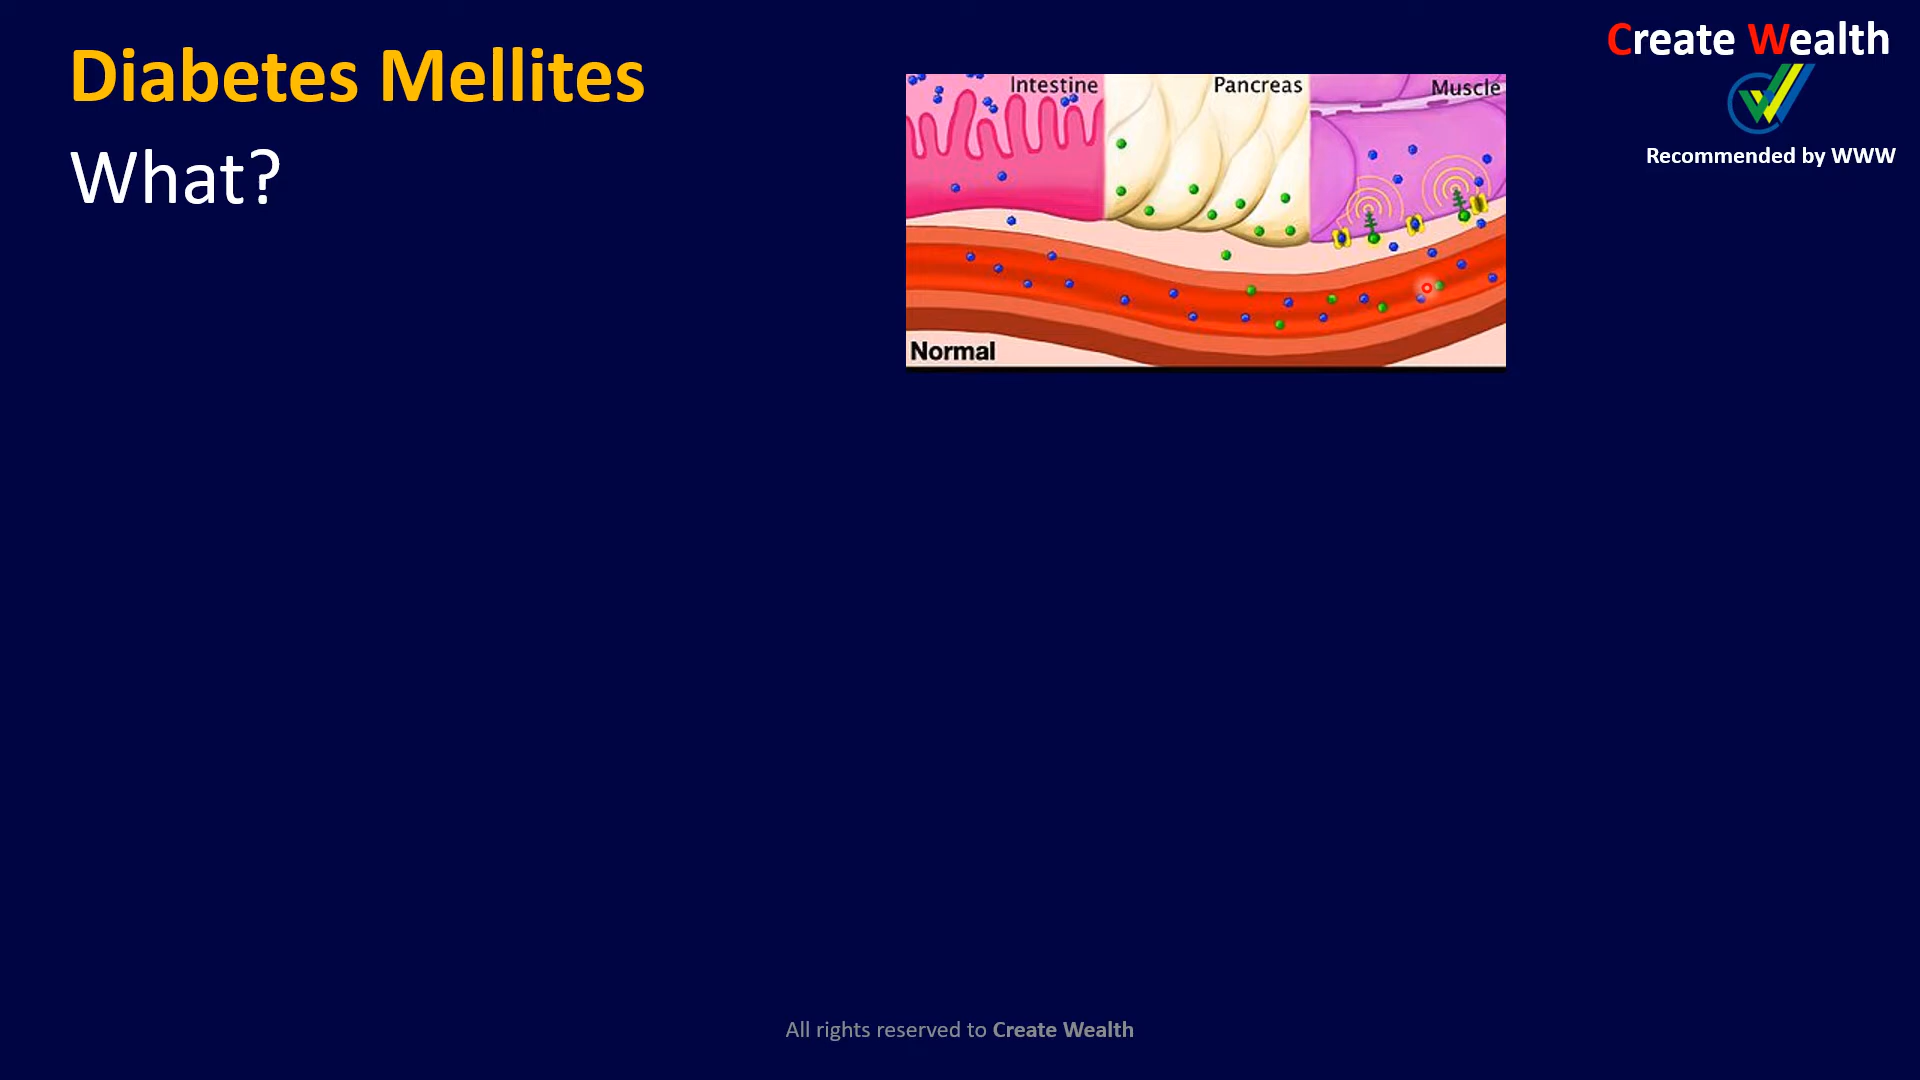 Diabetes Mellites
What?
Intestine
Pancreas
Muscle
Normal
Create Wealth
Recommended by WWW
All rights reserved to Create Wealth